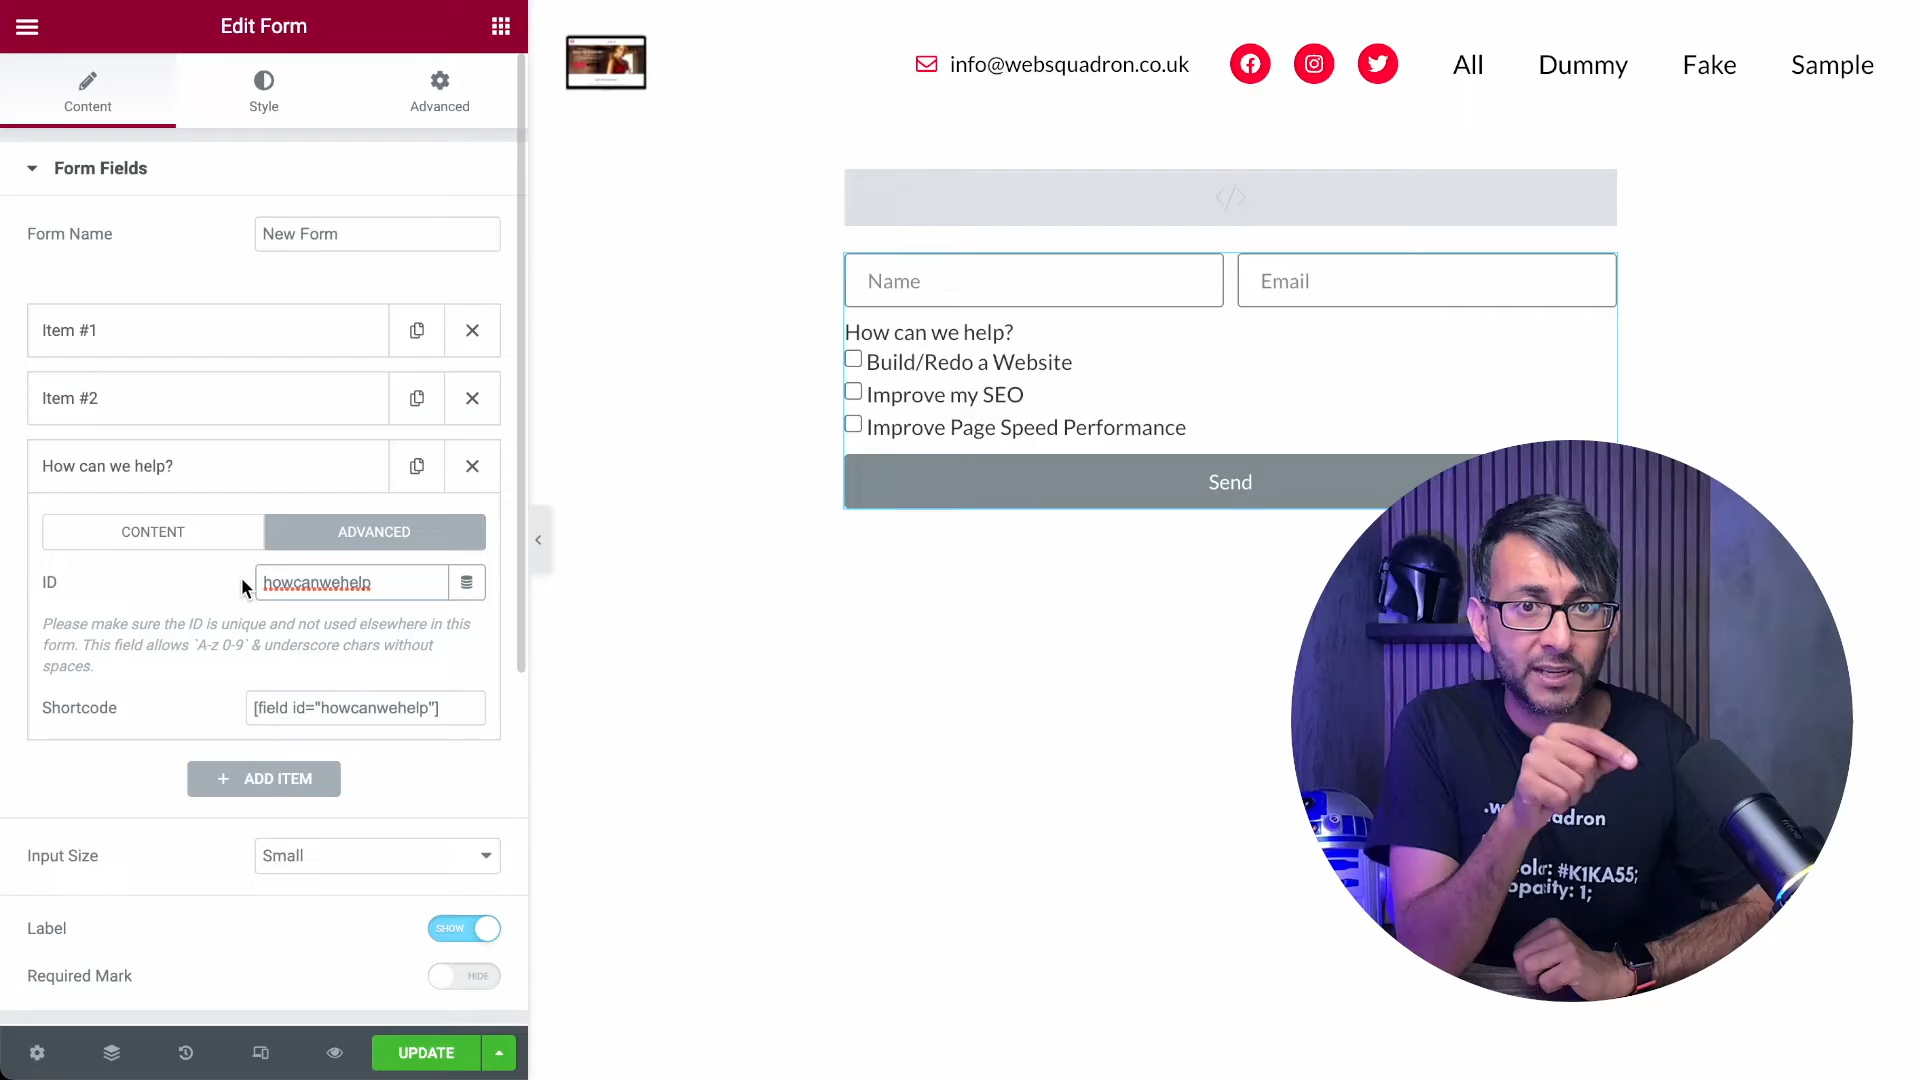 Edit Form
Content
Style
Advanced
Form Fields
Form Name
New Form
Item #1
Item #2
How can we help?
CONTENT
ADVANCED
ID
howcanwehelp
Please make sure the ID is unique and not used elsewhere in this
form. This field allows `A-z 0-9` & underscore chars without
spaces.
Shortcode
[field id="howcanwehelp"]
+ ADD ITEM
Input Size
Small
Label
SHOW
Required Mark
HIDE
UPDATE
info@websquadron.co.uk
All
Dummy
Fake
Sample
</>
Name
Email
How can we help?
Build/Redo a Website
Improve my SEO
Improve Page Speed Performance
Send
#K1KA55;
opacity: 1;